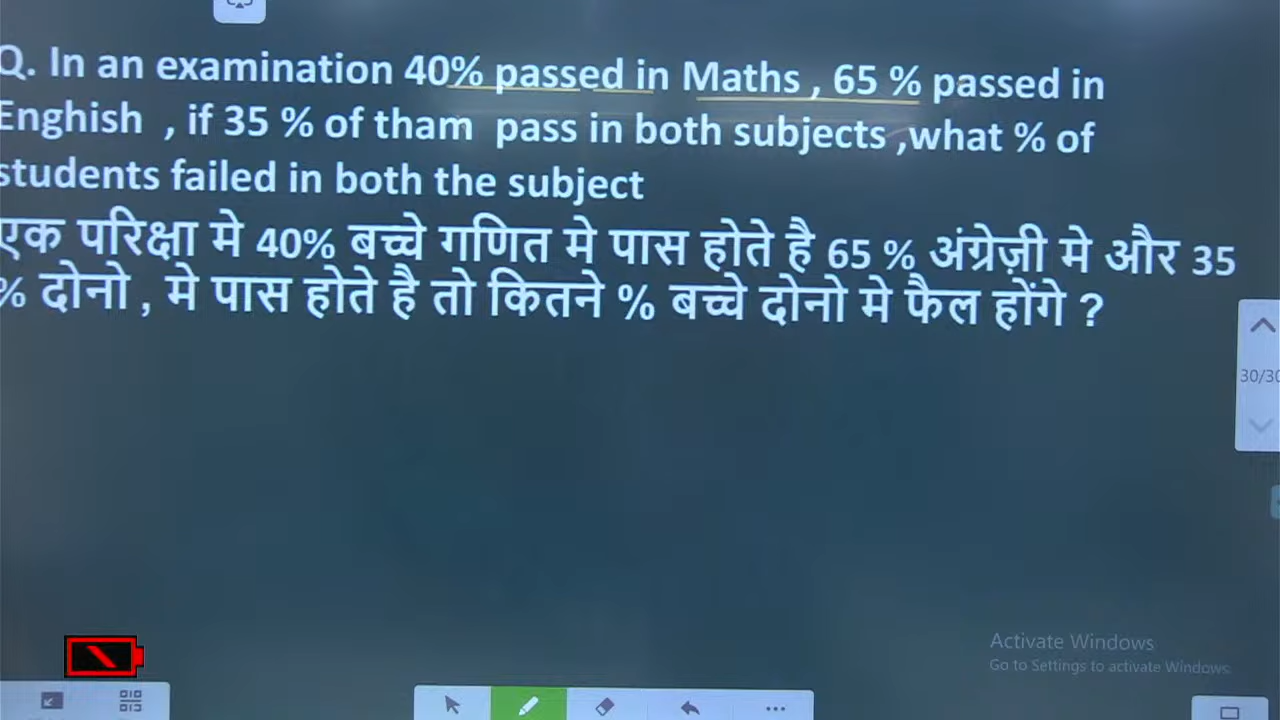 Q. In an examination 40% passed in Maths , 65 % passed in
Enghish , if 35 % of tham pass in both subjects ,what % of
students failed in both the subject
एक परिक्षा मे 40% बच्चे गणित मे पास होते है 65 % अंग्रेज़ी मे और 35
% दोनो , मे पास होते है तो कितने % बच्चे दोनो मे फैल होंगे ?
30/30
Activate Windows
Go to Settings to activate Windows.